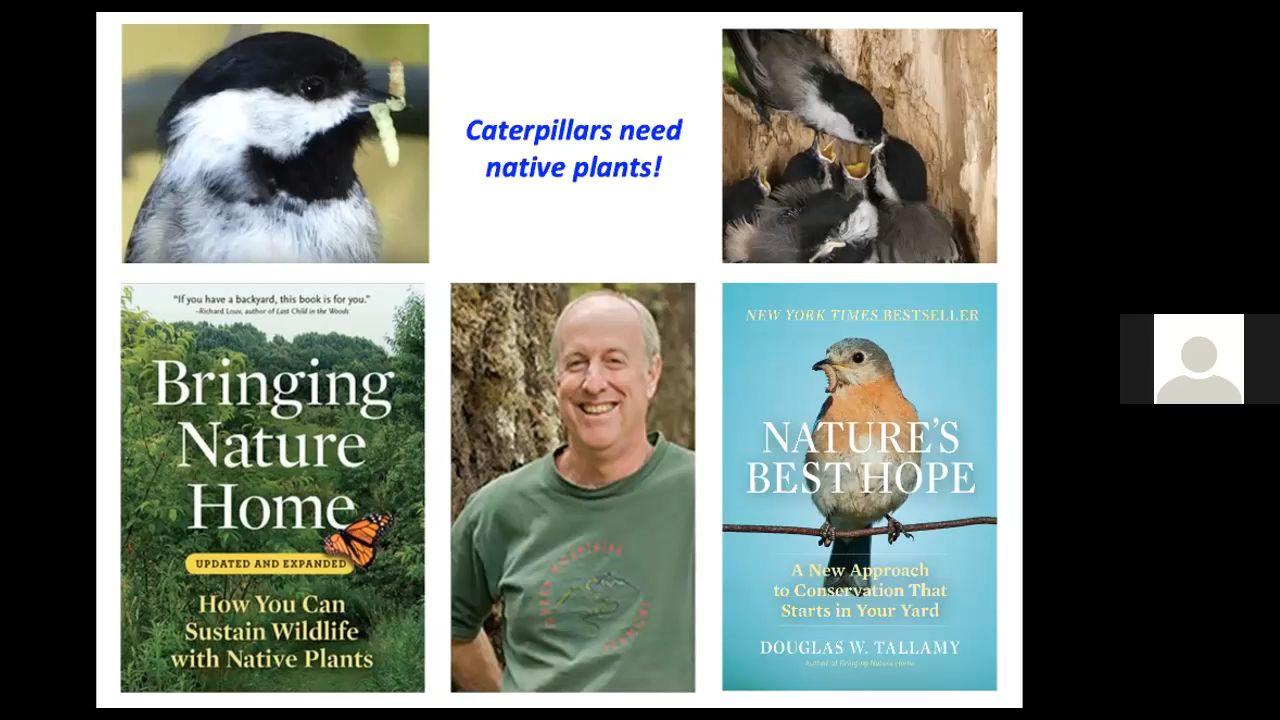 Caterpillars need
native plants!
"If you have a backyard, this book is for you."
–Richard Louv, author of Last Child in the Woods
Bringing
Nature
Home
UPDATED AND EXPANDED
How You Can
Sustain Wildlife
with Native Plants
GREEN MOUNTAINS
VERMONT
NEW YORK TIMES BESTSELLER
NATURE'S
BEST HOPE
A New Approach
to Conservation That
Starts in Your Yard
DOUGLAS W. TALLAMY
Author of Bringing Nature Home